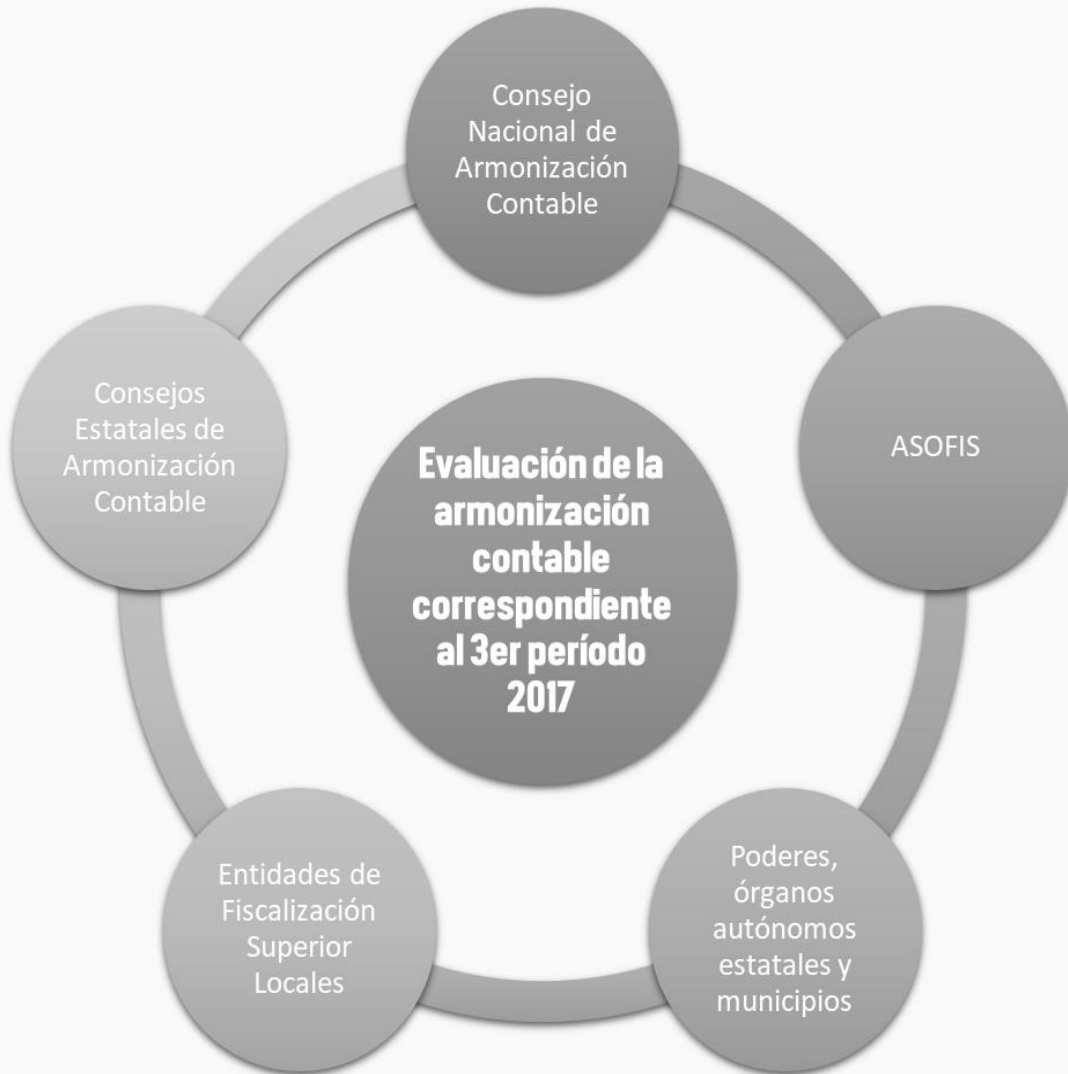 Consejo
Nacional de
Armonización
Contable
ASOFIS
Poderes,
órganos
autónomos
estatales y
municipios
Entidades de
Fiscalización
Superior
Locales
Consejos
Estatales de
Armonización
Contable
Evaluación de la
armonización
contable
correspondiente
al 3er período
2017